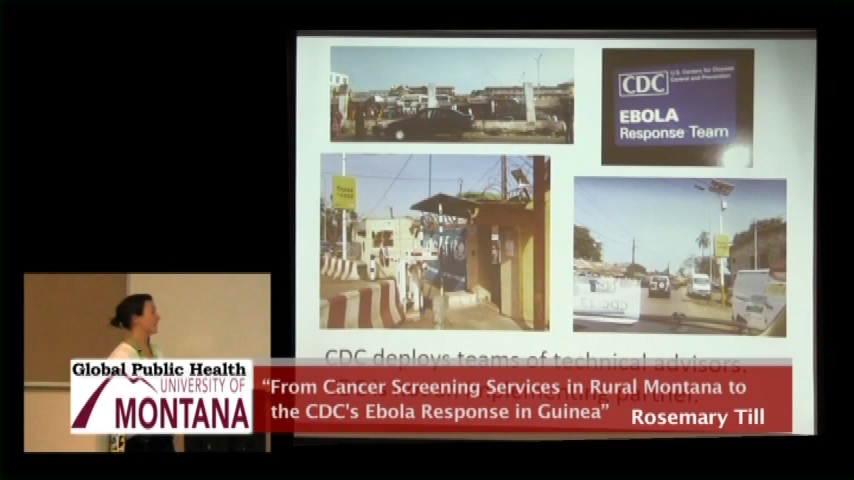 CDC
U.S. Centers for Disease
Control and Prevention
EBOLA
Response Team
CDC deploys teams of technical advisors.
partner.
Global Public Health
UNIVERSITY OF
MONTANA
“From Cancer Screening Services in Rural Montana to
the CDC's Ebola Response in Guinea”
Rosemary Till